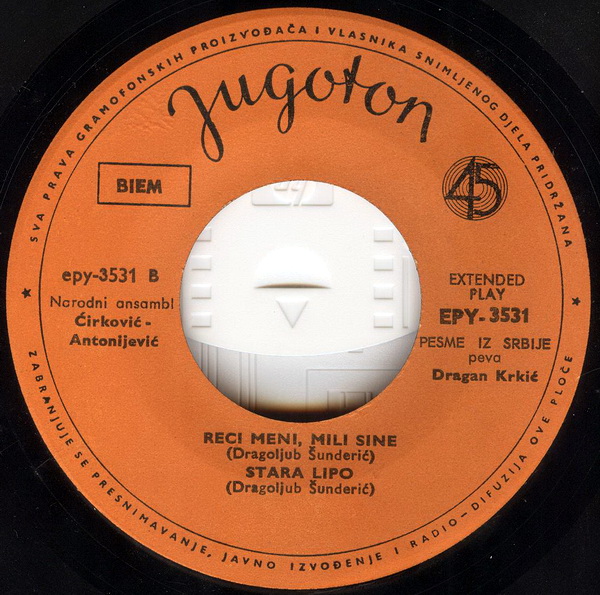 SVA PRAVA GRAMOFONSKIH PROIZVOĐAČA I VLASNIKA SNIMLJENOG DJELA PRIDRŽANA
Jugoton
BIEM
45
epy-3531 B
Narodni ansambl
Ćirković-
Antonijević
EXTENDED
PLAY
EPY-3531
PESME IZ SRBIJE
peva
Dragan Krkić
RECI MENI, MILI SINE
(Dragoljub Šunderić)
STARA LIPO
(Dragoljub Šunderić)
ZABRANJUJE SE PRESNIMAVANJE, JAVNO IZVOĐENJE I RADIO-DIFUZIJA OVE PLOČE